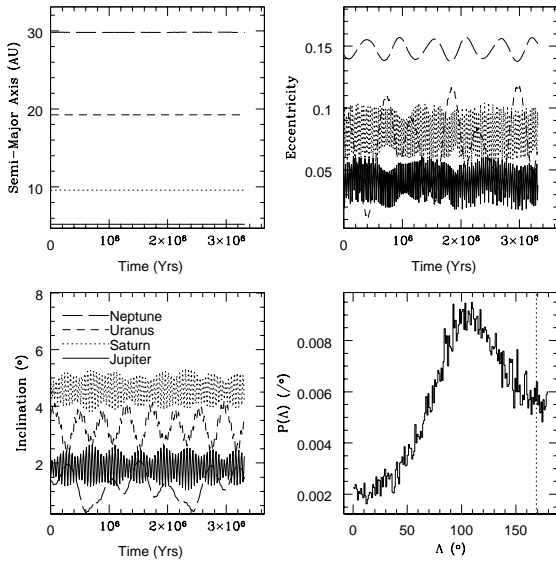 Semi-Major Axis (AU)
30
20
10
0
10⁶
2×10⁶
3×10⁶
Time (Yrs)
Ecccentricity
0.15
0.1
0.05
0
10⁶
2×10⁶
3×10⁶
Time (Yrs)
Inclination (°)
8
6
4
2
Neptune
Uranus
Saturn
Jupiter
0
10⁶
2×10⁶
3×10⁶
Time (Yrs)
P(Λ) (/°)
0.008
0.006
0.004
0.002
0
50
100
150
Λ (°)